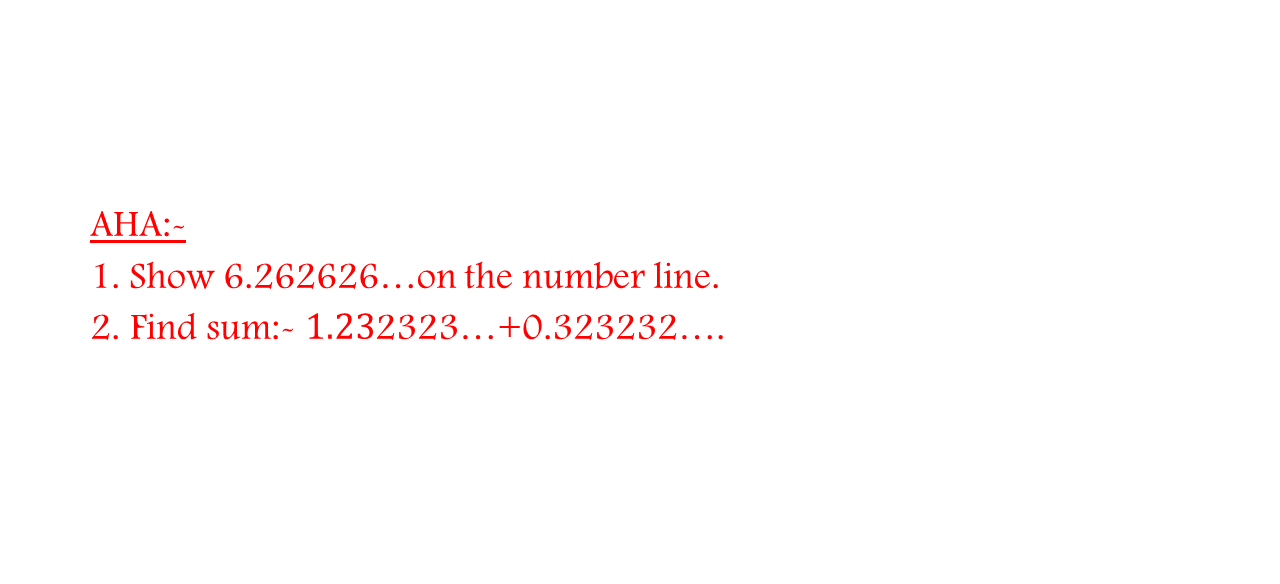 AHA:-
1. Show 6.262626...on the number line.
2. Find sum:- 1.232323...+0.323232....